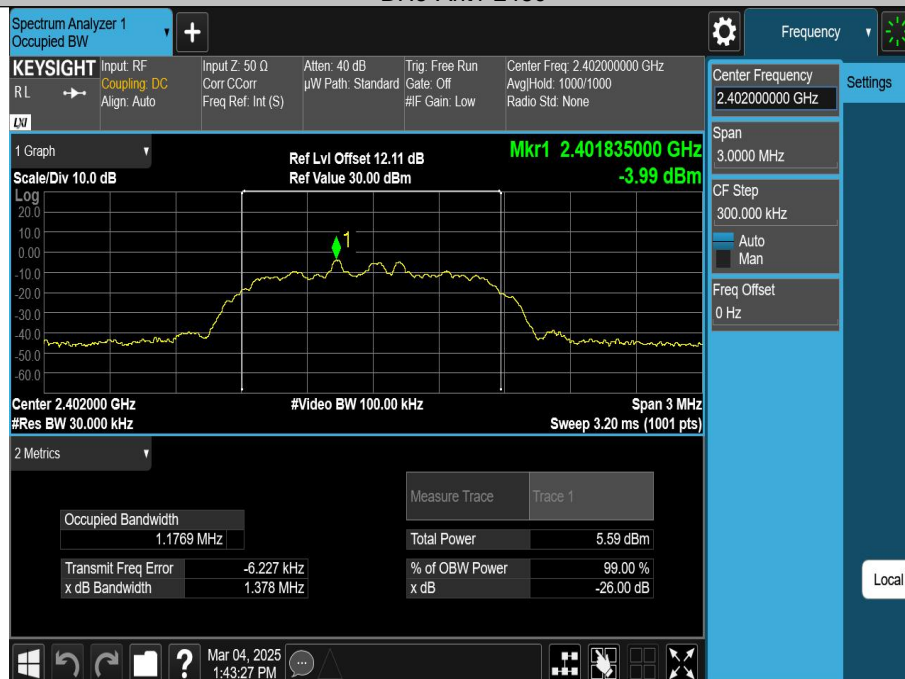 Spectrum Analyzer 1
Occupied BW
+
Frequency
KEYSIGHT
RL
LXI
Input: RF
Coupling: DC
Align: Auto
Input Z: 50 Ω
Corr CCorr
Freq Ref: Int (S)
Atten: 40 dB
µW Path: Standard
Trig: Free Run
Gate: Off
#IF Gain: Low
Center Freq: 2.402000000 GHz
Avg|Hold: 1000/1000
Radio Std: None
Center Frequency
2.402000000 GHz
Settings
Span
3.0000 MHz
CF Step
300.000 kHz
Auto
Man
Freq Offset
0 Hz
Local
1 Graph
Scale/Div 10.0 dB
Ref Lvl Offset 12.11 dB
Ref Value 30.00 dBm
Mkr1 2.401835000 GHz
-3.99 dBm
Log
20.0
10.0
0.00
-10.0
-20.0
-30.0
-40.0
-50.0
-60.0
1
Center 2.402000 GHz
#Res BW 30.000 kHz
#Video BW 100.00 kHz
Span 3 MHz
Sweep 3.20 ms (1001 pts)
2 Metrics
Measure Trace Trace 1
Occupied Bandwidth
1.1769 MHz
Total Power 5.59 dBm
Transmit Freq Error -6.227 kHz
% of OBW Power 99.00 %
x dB Bandwidth 1.378 MHz
x dB -26.00 dB
?
Mar 04, 2025
1:43:27 PM